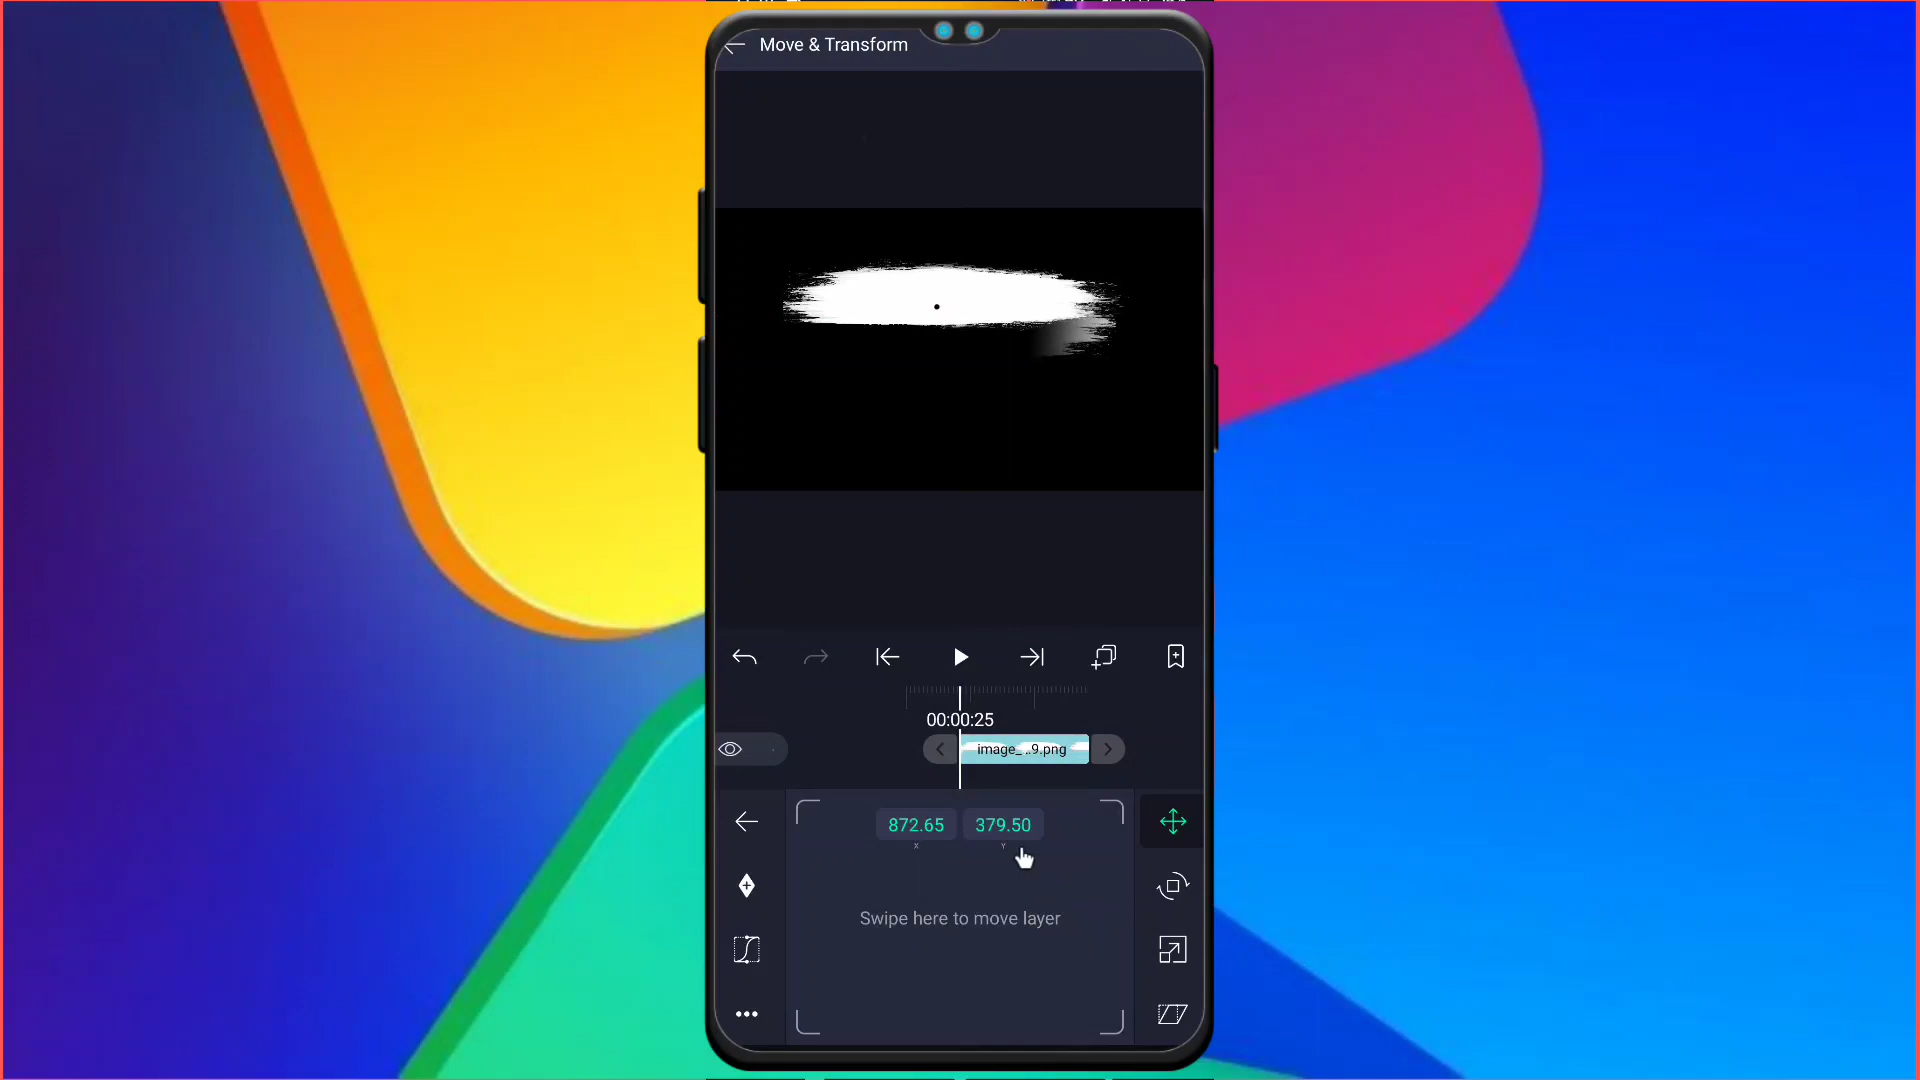 Move & Transform
00:00:25
image_...9.png
872.65 379.50
X Y
Swipe here to move layer